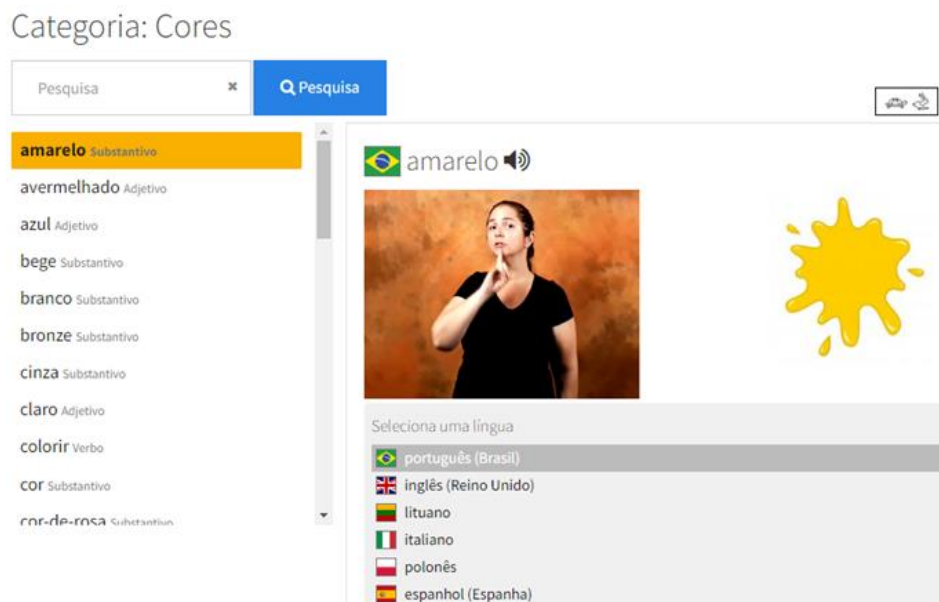 Categoria: Cores
Pesquisa ✖ Pesquisa
amarelo Substantivo
avermelhado Adjetivo
azul Adjetivo
bege Substantivo
branco Substantivo
bronze Substantivo
cinza Substantivo
claro Adjetivo
colorir Verbo
cor Substantivo
cor-de-rosa Substantivo
amarelo
Seleciona uma língua
português (Brasil)
inglês (Reino Unido)
lituano
italiano
polonês
espanhol (Espanha)